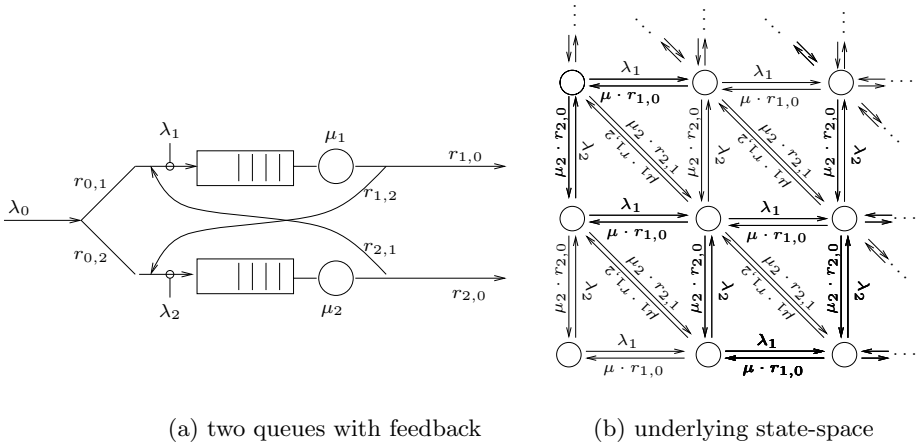 λ₀
r₀,₁
r₀,₂
λ₁
μ₁
r₁,₀
r₁,₂
r₂,₁
λ₂
μ₂
r₂,₀
(a) two queues with feedback
... ... ...
λ₁ λ₁ ...
μ · r₁,₀ μ · r₁,₀
μ₂ · r₂,₀ λ₂ μ₂ · r₂,₁ μ₁ · r₁,₂ μ₂ · r₂,₀ λ₂ μ₂ · r₂,₁ μ₁ · r₁,₂ μ₂ · r₂,₀ λ₂ ...
λ₁ λ₁ ...
μ · r₁,₀ μ · r₁,₀
μ₂ · r₂,₀ λ₂ μ₂ · r₂,₁ μ₁ · r₁,₂ μ₂ · r₂,₀ λ₂ μ₂ · r₂,₁ μ₁ · r₁,₂ μ₂ · r₂,₀ λ₂ ...
λ₁ λ₁ ...
μ · r₁,₀ μ · r₁,₀
(b) underlying state-space